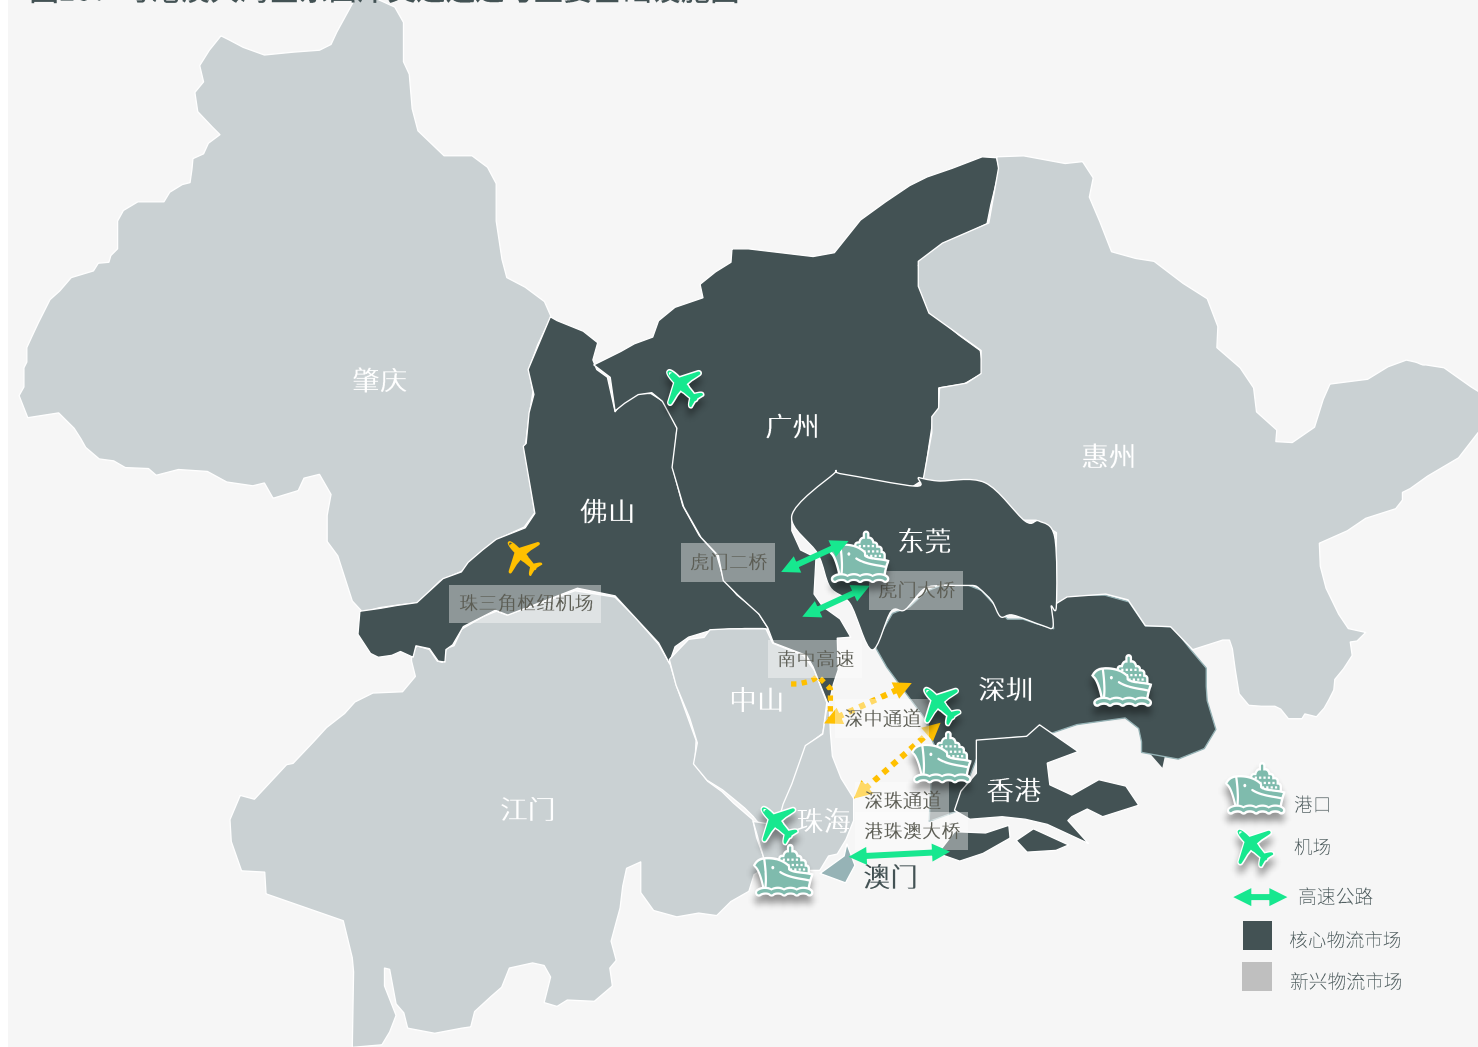 肇庆
广州
惠州
佛山
东莞
虎门二桥
虎门大桥
珠三角枢纽机场
南中高速
深圳
中山
深中通道
香港
深珠通道
江门
珠海
港珠澳大桥
澳门
港口
机场
高速公路
核心物流市场
新兴物流市场